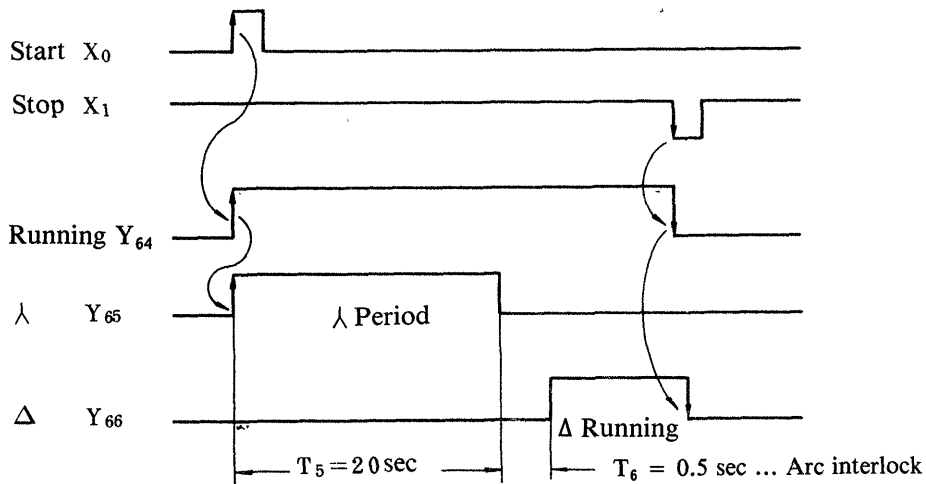 Start X₀
Stop X₁
Running Y₆₄
⅄ Y₆₅
⅄ Period
Δ Y₆₆
Δ Running
T₅ = 20 sec
T₆ = 0.5 sec ... Arc interlock